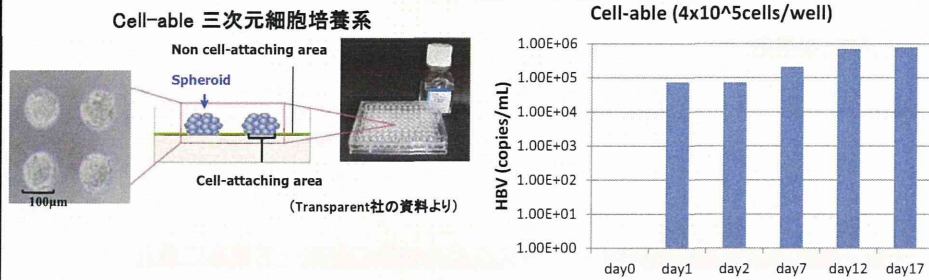 Cell-able 三次元細胞培養系
Non cell-attaching area
Spheroid
Cell-attaching area
100μm
(Transparent社の資料より)
Cell-able (4x10^5cells/well)
HBV (copies/mL)
1.00E+06
1.00E+05
1.00E+04
1.00E+03
1.00E+02
1.00E+01
1.00E+00
day0 day1 day2 day7 day12 day17